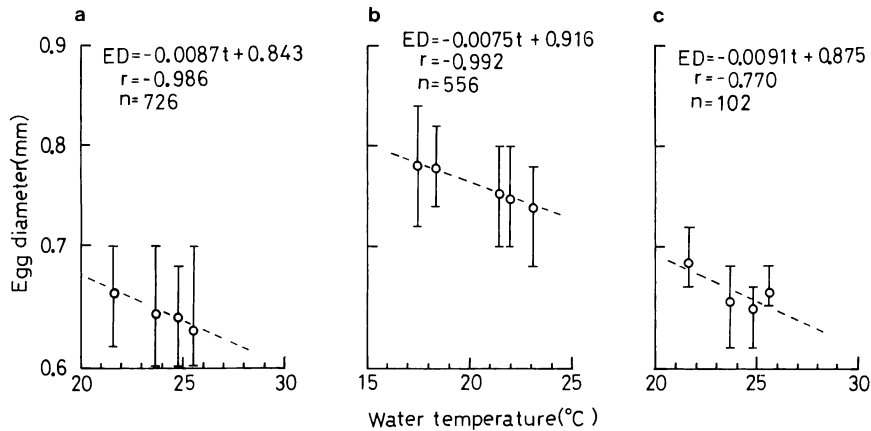 a
ED=-0.0087t+0.843
r=-0.986
n=726
b
ED=-0.0075t+0.916
r=-0.992
n=556
c
ED=-0.0091t+0.875
r=-0.770
n=102
Egg diameter(mm)
0.9
0.8
0.7
0.6
20 25 30
15 20 25
20 25 30
Water temperature(°C)